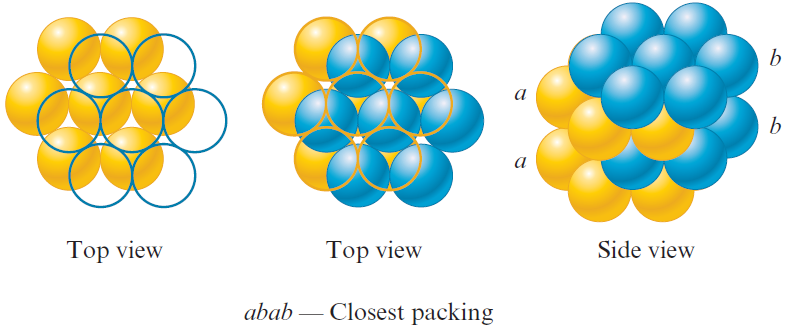 a
a
b
b
Top view
Top view
Side view
abab — Closest packing